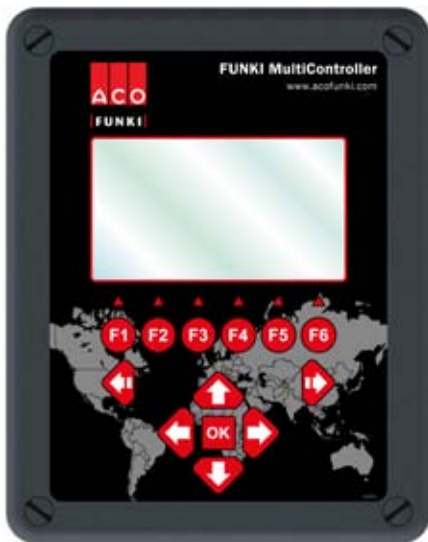 FUNKI MultiController
www.acofunki.com
ACO
FUNKI
F1 F2 F3 F4 F5 F6
OK